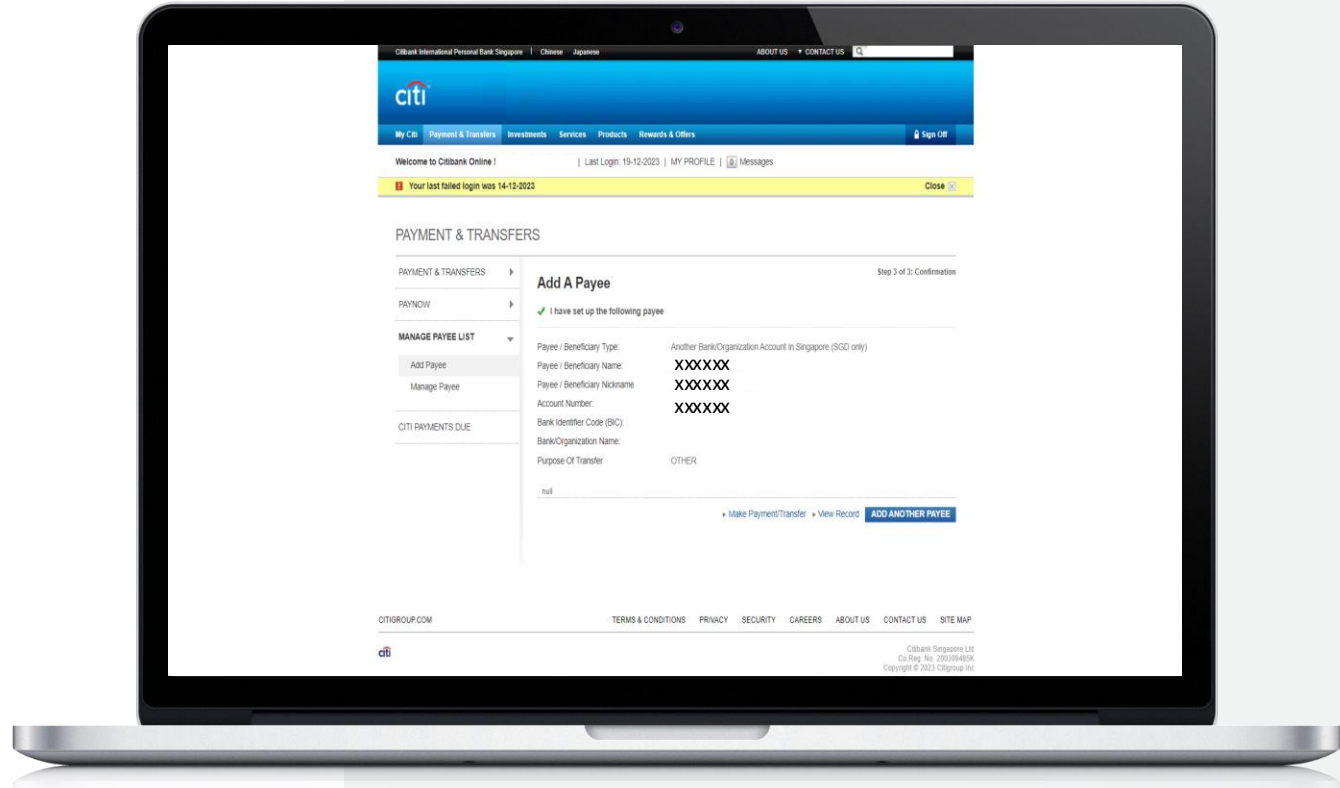 Citibank International Personal Bank Singapore | Chinese Japanese ABOUT US ▾ CONTACT US
citi
My Citi Payment & Transfers Investments Services Products Rewards & Offers Sign Off
Welcome to Citibank Online ! | Last Login: 19-12-2023 | MY PROFILE | Messages
Your last failed login was 14-12-2023 Close
PAYMENT & TRANSFERS
PAYMENT & TRANSFERS
PAYNOW
MANAGE PAYEE LIST
Add Payee
Manage Payee
CITI PAYMENTS DUE
Step 3 of 3: Confirmation
Add A Payee
I have set up the following payee
Payee / Beneficiary Type: Another Bank/Organization Account in Singapore (SGD only)
Payee / Beneficiary Name: XXXXXX
Payee / Beneficiary Nickname XXXXXX
Account Number: XXXXXX
Bank Identifier Code (BIC):
Bank/Organization Name:
Purpose Of Transfer OTHER
null
Make Payment/Transfer View Record ADD ANOTHER PAYEE
CITIGROUP.COM TERMS & CONDITIONS PRIVACY SECURITY CAREERS ABOUT US CONTACT US SITE MAP
citi
Citibank Singapore Ltd
Co.Reg. No. 200309485K
Copyright © 2023 Citigroup Inc